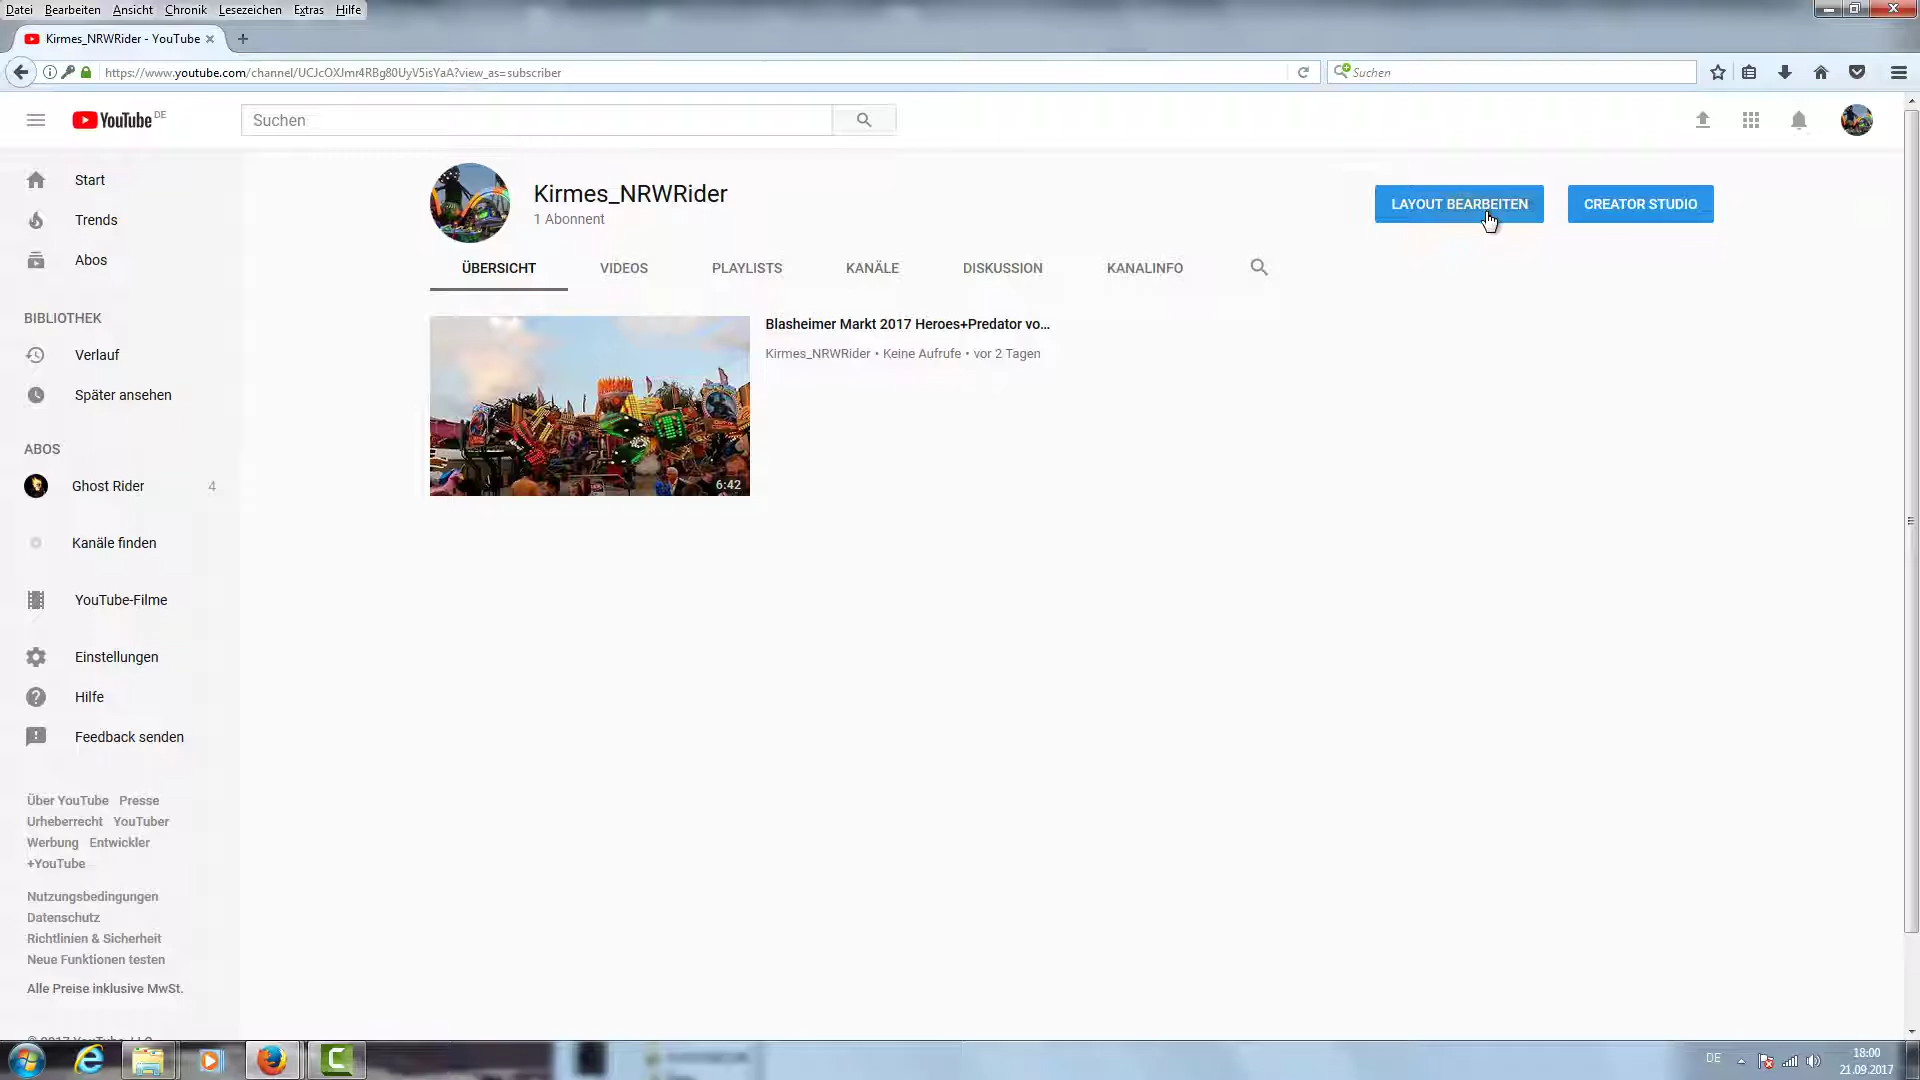 Datei Bearbeiten Ansicht Chronik Lesezeichen Extras Hilfe
Kirmes_NRWRider - YouTube
https://www.youtube.com/channel/UCJcOXJmr4RBg80UyV5isYaA?view_as=subscriber
Suchen
YouTube DE
Suchen
Start
Trends
Abos
BIBLIOTHEK
Verlauf
Später ansehen
ABOS
Ghost Rider 4
Kanäle finden
YouTube-Filme
Einstellungen
Hilfe
Feedback senden
Über YouTube Presse
Urheberrecht YouTuber
Werbung Entwickler
+YouTube
Nutzungsbedingungen
Datenschutz
Richtlinien & Sicherheit
Neue Funktionen testen
Alle Preise inklusive MwSt.
© 2017 YouTube, LLC
Kirmes_NRWRider
1 Abonnent
LAYOUT BEARBEITEN
CREATOR STUDIO
ÜBERSICHT VIDEOS PLAYLISTS KANÄLE DISKUSSION KANALINFO
6:42
Blasheimer Markt 2017 Heroes+Predator vo...
Kirmes_NRWRider • Keine Aufrufe • vor 2 Tagen
DE
18:00
21.09.2017